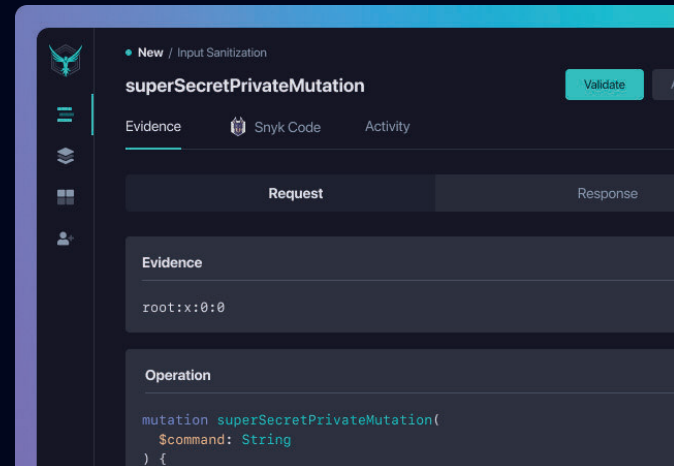 New / Input Sanitization
superSecretPrivateMutation
Validate
Evidence Snyk Code Activity
Request Response
Evidence
root:x:0:0
Operation
mutation superSecretPrivateMutation(
$command: String
) {